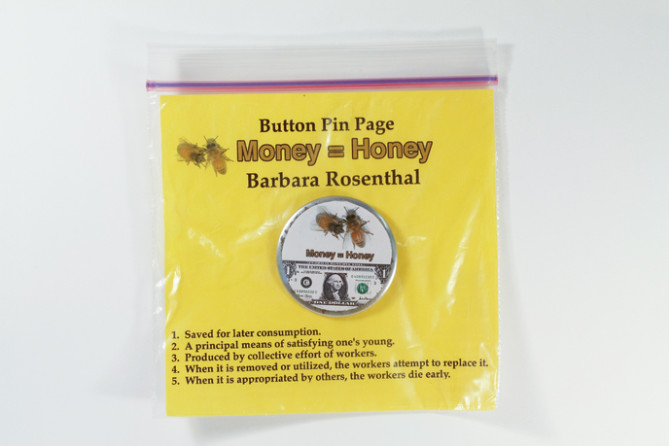 Button Pin Page
Money = Honey
Barbara Rosenthal
Money = Honey
THE UNITED STATES OF AMERICA
ONE DOLLAR
1. Saved for later consumption.
2. A principal means of satisfying one's young.
3. Produced by collective effort of workers.
4. When it is removed or utilized, the workers attempt to replace it.
5. When it is appropriated by others, the workers die early.